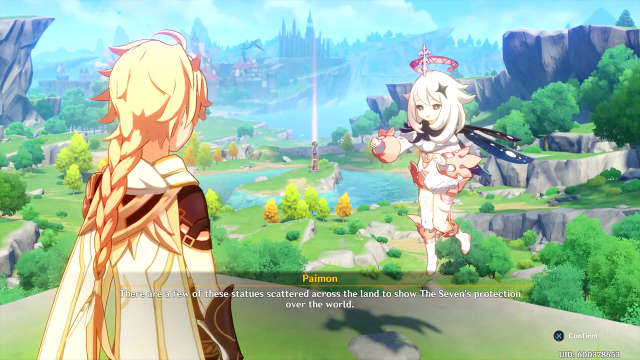 Paimon
There are a few of these statues scattered across the land to show The Seven's protection
over the world.
Confirm
UID: 600378653